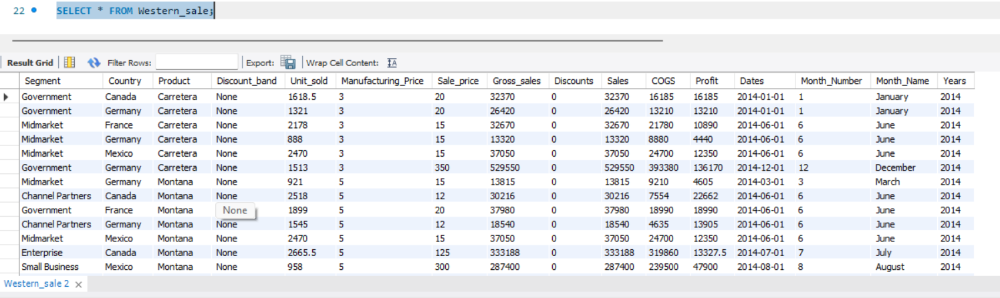 22 SELECT * FROM Western_sale;
Result Grid Filter Rows: Export: Wrap Cell Content: IA
Segment Country Product Discount_band Unit_sold Manufacturing_Price Sale_price Gross_sales Discounts Sales COGS Profit Dates Month_Number Month_Name Years
Government Canada Carretera None 1618.5 3 20 32370 0 32370 16185 16185 2014-01-01 1 January 2014
Government Germany Carretera None 1321 3 20 26420 0 26420 13210 13210 2014-01-01 1 January 2014
Midmarket France Carretera None 2178 3 15 32670 0 32670 21780 10890 2014-06-01 6 June 2014
Midmarket Germany Carretera None 888 3 15 13320 0 13320 8880 4440 2014-06-01 6 June 2014
Midmarket Mexico Carretera None 2470 3 15 37050 0 37050 24700 12350 2014-06-01 6 June 2014
Government Germany Carretera None 1513 3 350 529550 0 529550 393380 136170 2014-12-01 12 December 2014
Midmarket Germany Montana None 921 5 15 13815 0 13815 9210 4605 2014-03-01 3 March 2014
Channel Partners Canada Montana None 2518 5 12 30216 0 30216 7554 22662 2014-06-01 6 June 2014
Government France Montana None 1899 5 20 37980 0 37980 18990 18990 2014-06-01 6 June 2014
Channel Partners Germany Montana None 1545 5 12 18540 0 18540 4635 13905 2014-06-01 6 June 2014
Midmarket Mexico Montana None 2470 5 15 37050 0 37050 24700 12350 2014-06-01 6 June 2014
Enterprise Canada Montana None 2665.5 5 125 333188 0 333188 319860 13327.5 2014-07-01 7 July 2014
Small Business Mexico Montana None 958 5 300 287400 0 287400 239500 47900 2014-08-01 8 August 2014
Western_sale 2